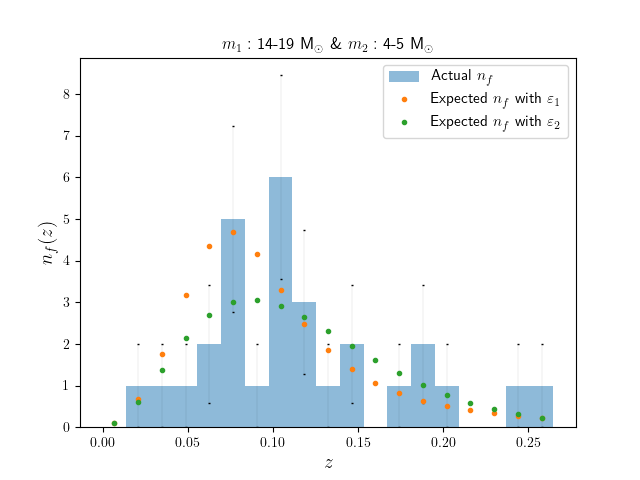 m₁ : 14-19 M⊙ & m₂ : 4-5 M⊙
Actual n_f
Expected n_f with ε₁
Expected n_f with ε₂
n_f(z)
8
7
6
5
4
3
2
1
0
0.00 0.05 0.10 0.15 0.20 0.25
z